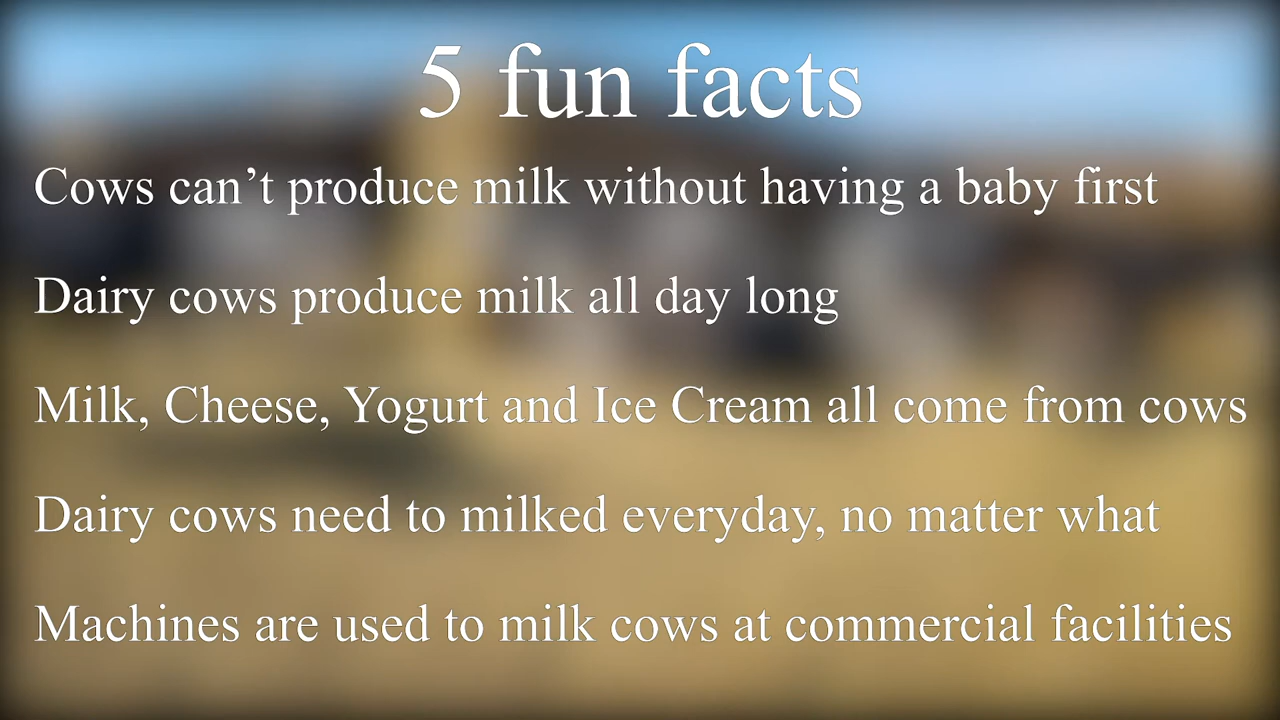 5 fun facts
Cows can’t produce milk without having a baby first
Dairy cows produce milk all day long
Milk, Cheese, Yogurt and Ice Cream all come from cows
Dairy cows need to milked everyday, no matter what
Machines are used to milk cows at commercial facilities